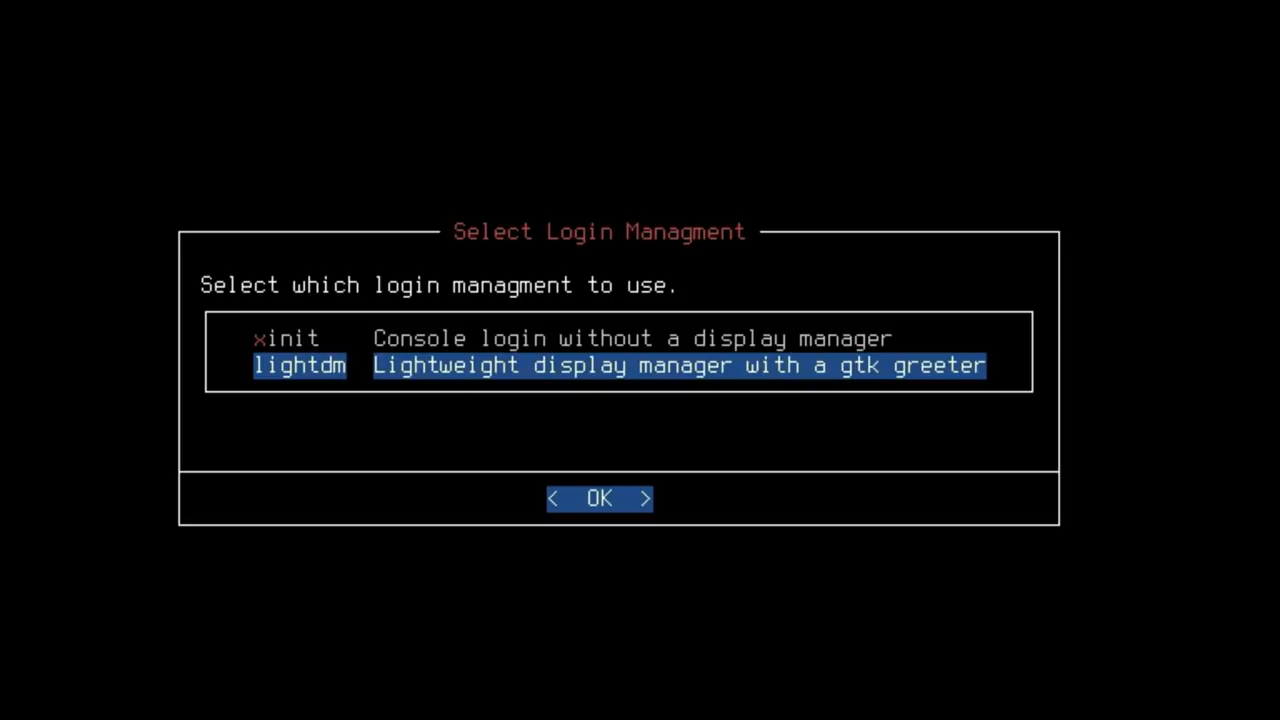 Select Login Managment
Select which login managment to use.
xinit Console login without a display manager
lightdm Lightweight display manager with a gtk greeter
< OK >